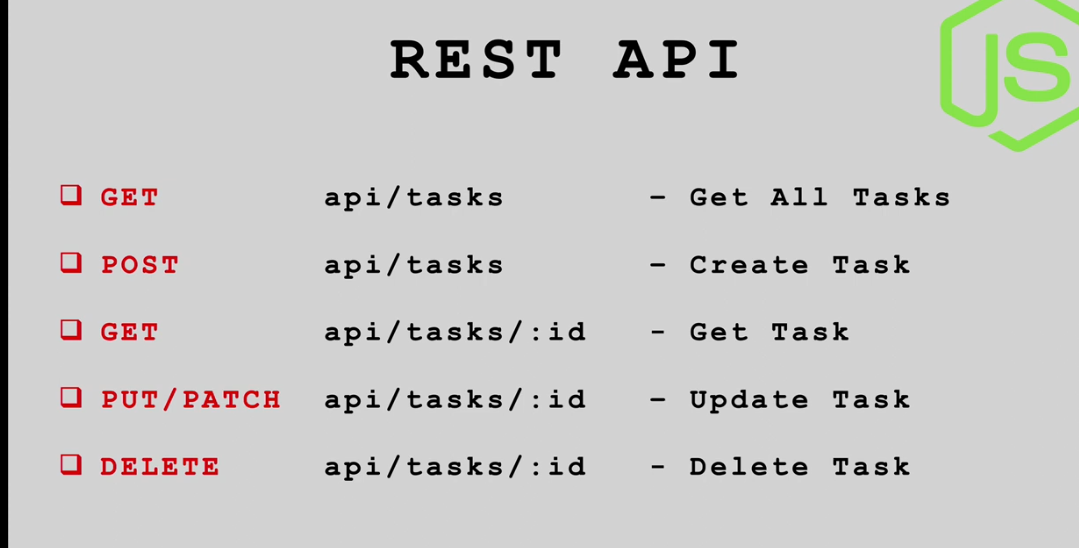 REST API
JS
GET api/tasks – Get All Tasks
POST api/tasks – Create Task
GET api/tasks/:id - Get Task
PUT/PATCH api/tasks/:id – Update Task
DELETE api/tasks/:id - Delete Task